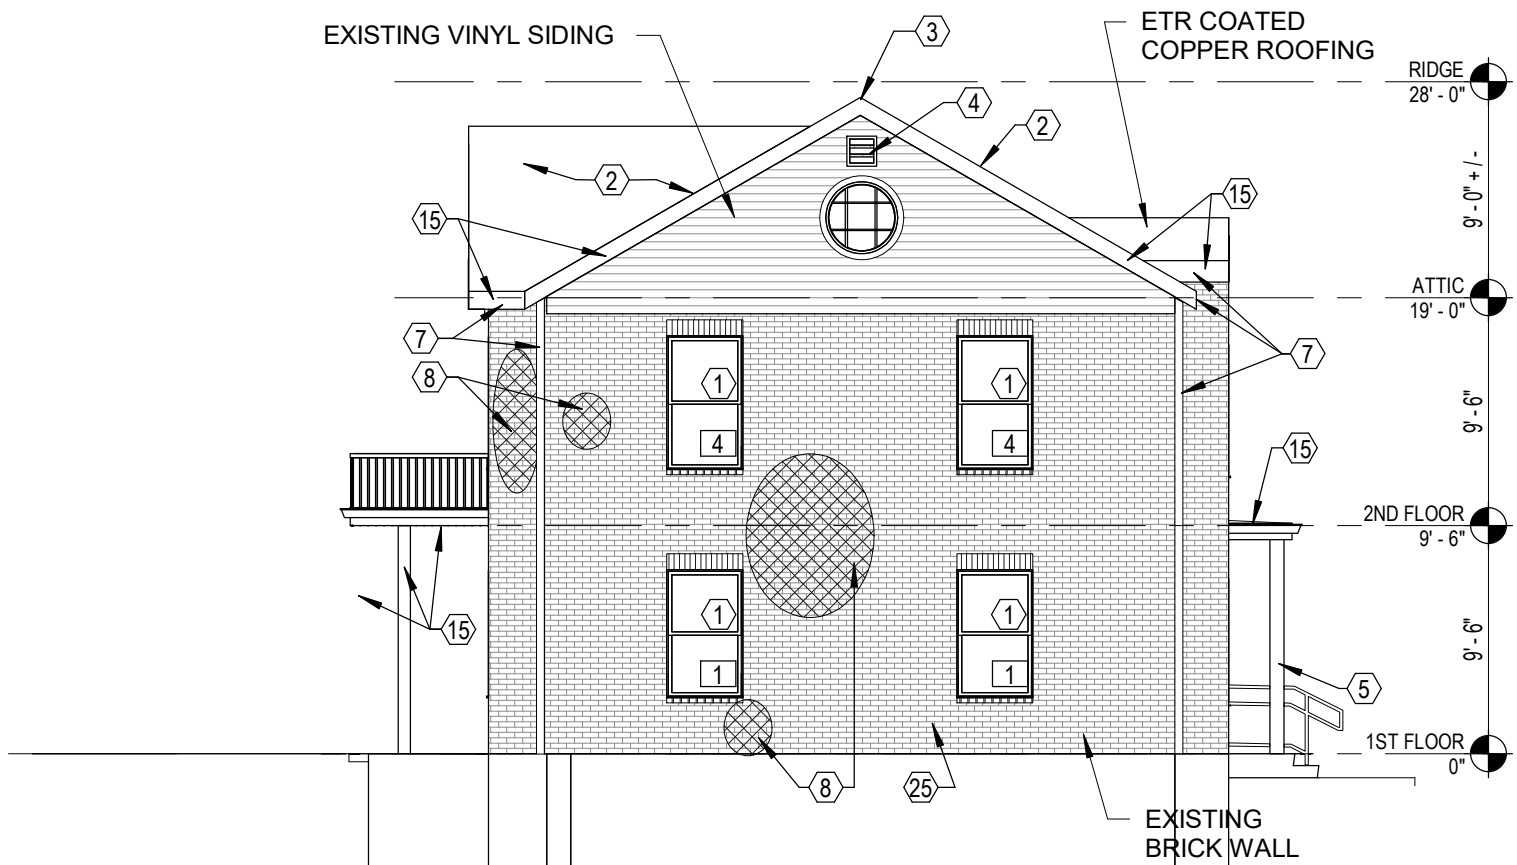 EXISTING VINYL SIDING
3
ETR COATED
COPPER ROOFING
RIDGE
28' - 0"
4
2
2
15
15
9' - 0" + / -
ATTIC
19' - 0"
7
7
8
1
1
4
4
9' - 6"
15
2ND FLOOR
9' - 6"
1
1
15
1
1
9' - 6"
5
1ST FLOOR
0"
8
25
EXISTING
BRICK WALL